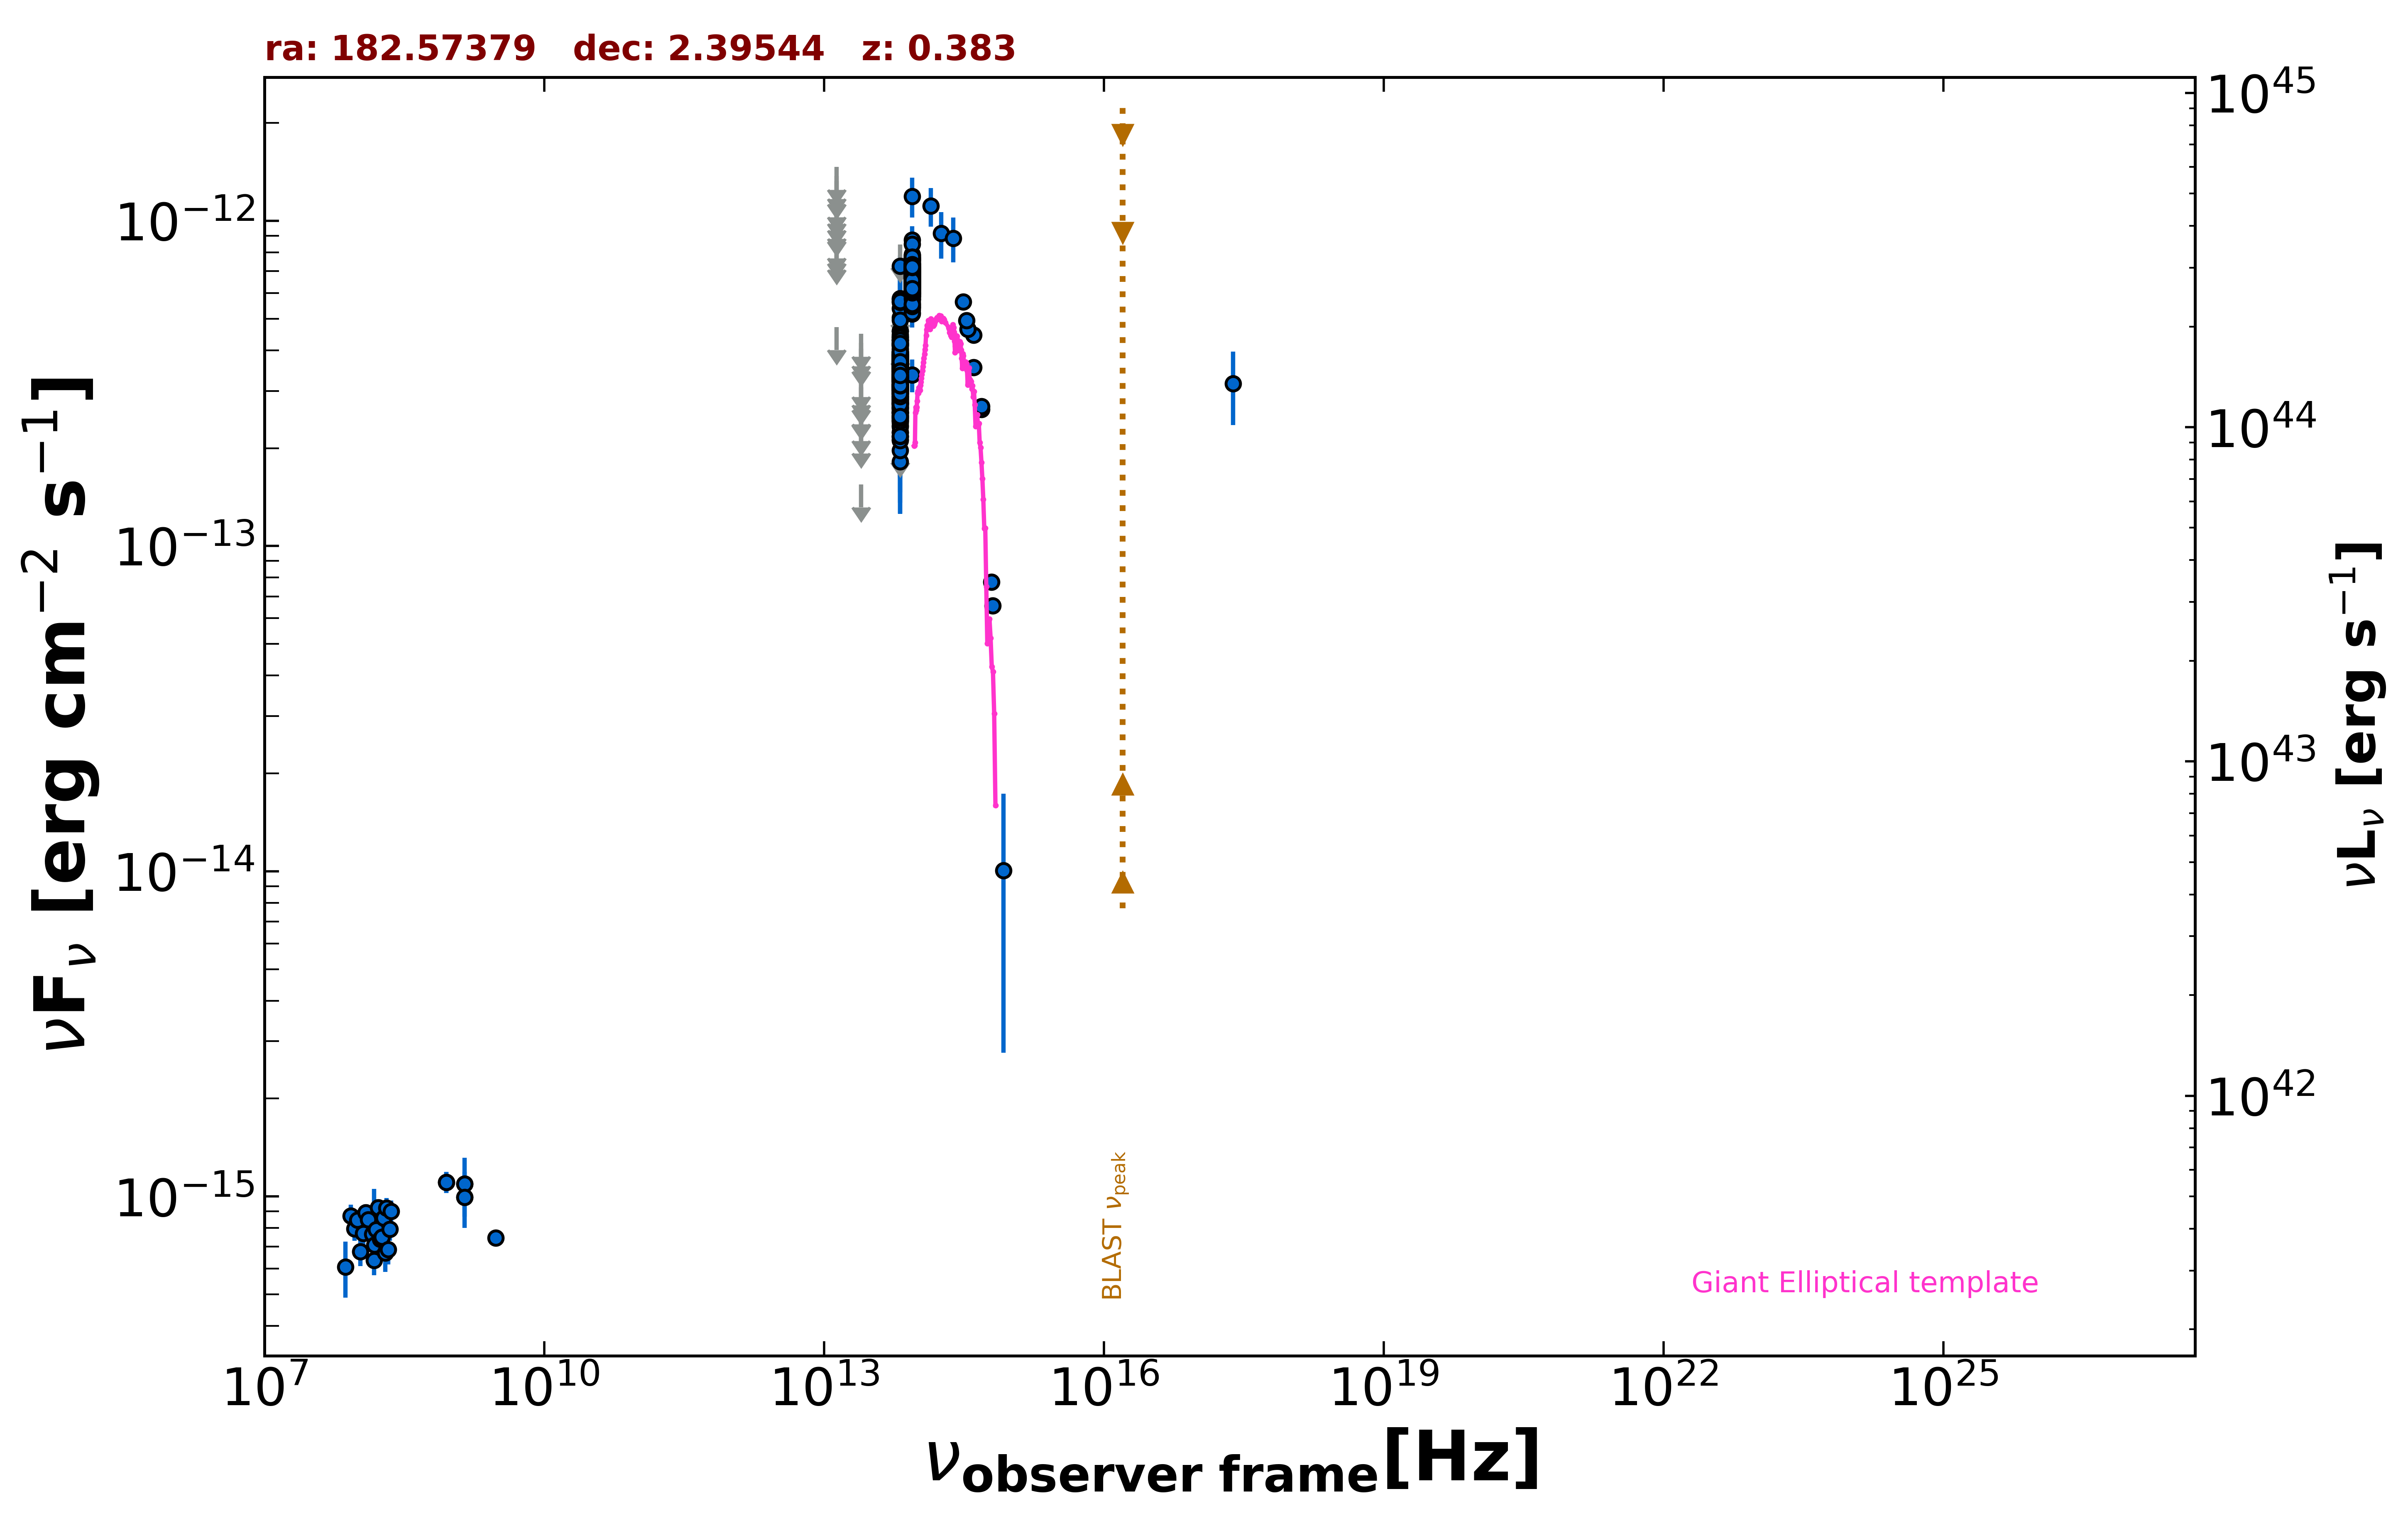 ra: 182.57379 dec: 2.39544 z: 0.383
10⁴⁵
10⁻¹²
10⁴⁴
10⁻¹³
10⁴³
10⁻¹⁴
10⁴²
10⁻¹⁵
νFν [erg cm⁻² s⁻¹]
νLν [erg s⁻¹]
BLAST νpeak
Giant Elliptical template
10⁷ 10¹⁰ 10¹³ 10¹⁶ 10¹⁹ 10²² 10²⁵
νobserver frame[Hz]